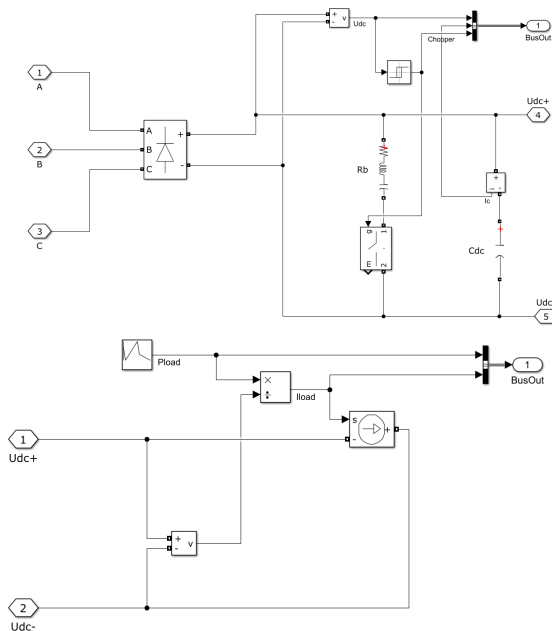 +
-
v
Udc
Chopper
1
BusOut
1
A
Udc+
4
A
B
C
+
-
2
B
Rb
+
-
i
Ic
3
C
g
1
Cdc
E
2
Udc
5
Pload
×
÷
Iload
1
BusOut
s
-
+
1
Udc+
+
-
v
2
Udc-